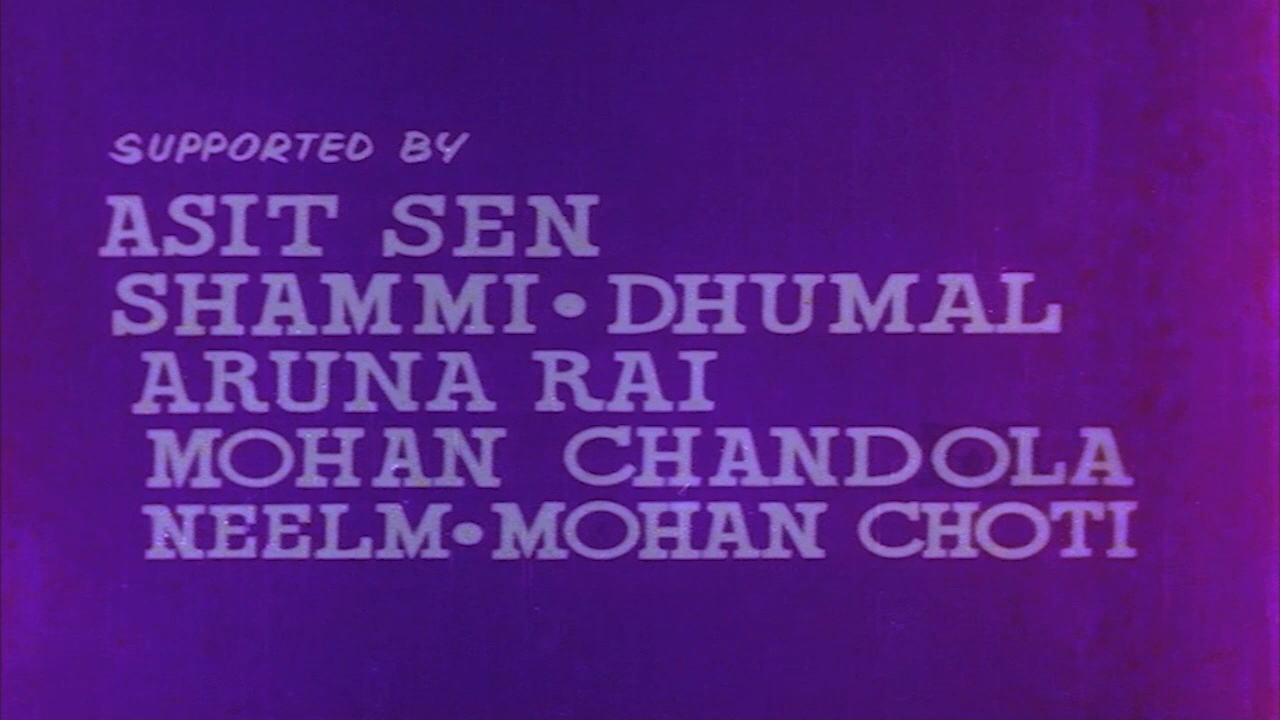 SUPPORTED BY
ASIT SEN
SHAMMI • DHUMAL
ARUNA RAI
MOHAN CHANDOLA
NEELM • MOHAN CHOTI